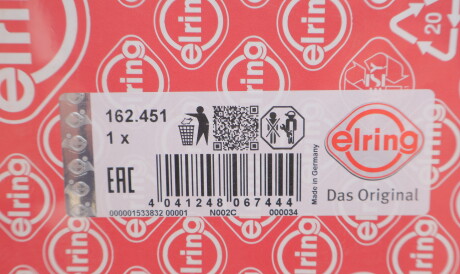 elring
162.451
1 x
EAC
elring
Das Original
Made in Germany
4 041248 067444
000001533832 00001 N002C 000034
20